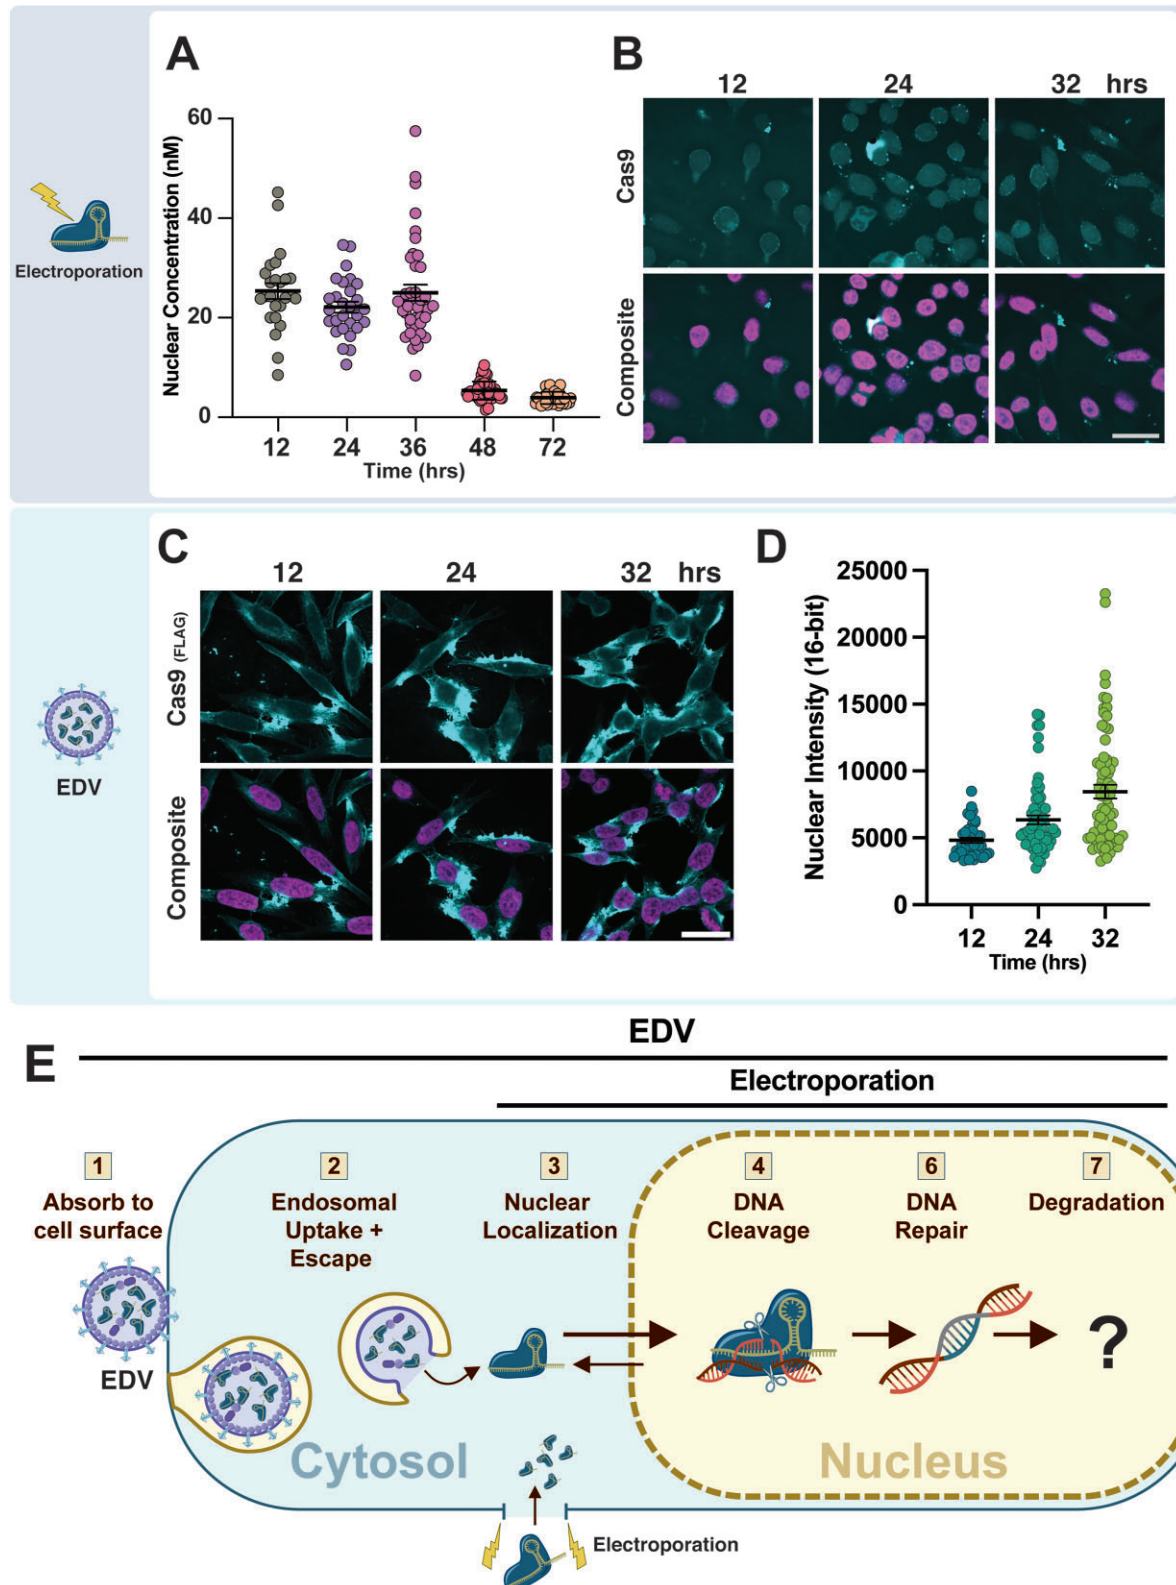 A
Nuclear Concentration (nM)
60
40
20
0
12 24 36 48 72
Time (hrs)
Electroporation
B
12 24 32 hrs
Cas9
Composite
C
12 24 32 hrs
Cas9 (FLAG)
Composite
EDV
D
Nuclear Intensity (16-bit)
25000
20000
15000
10000
5000
0
12 24 32
Time (hrs)
E
EDV
Electroporation
1
Absorb to
cell surface
2
Endosomal
Uptake +
Escape
3
Nuclear
Localization
4
DNA
Cleavage
6
DNA
Repair
7
Degradation
?
EDV
Cytosol
Nucleus
Electroporation